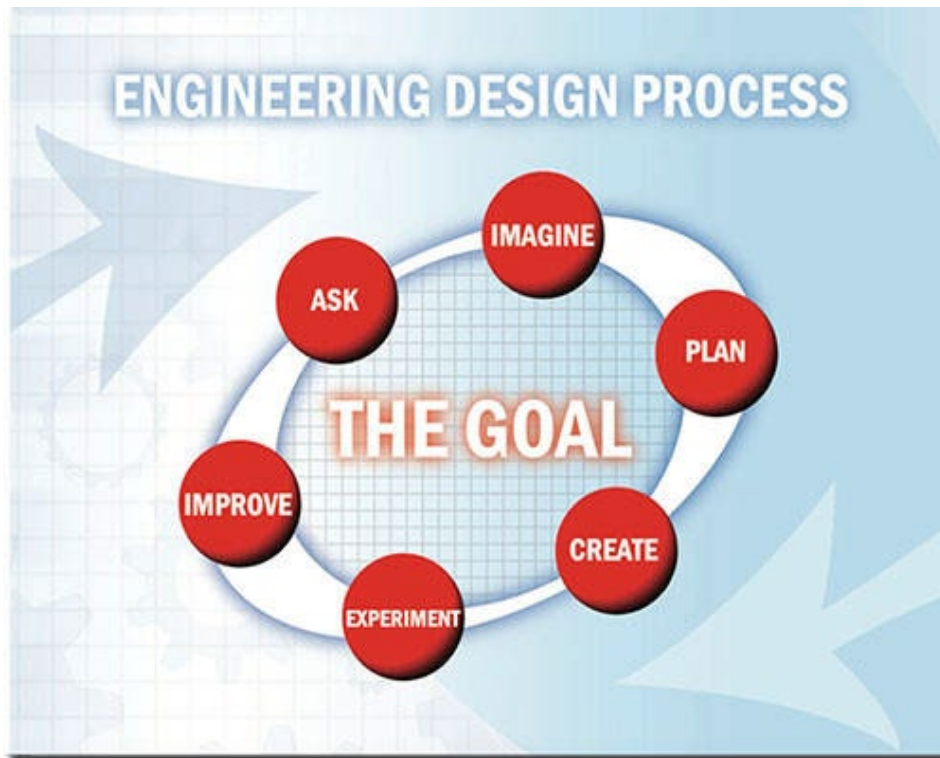 ENGINEERING DESIGN PROCESS
IMAGINE
ASK
PLAN
THE GOAL
IMPROVE
CREATE
EXPERIMENT